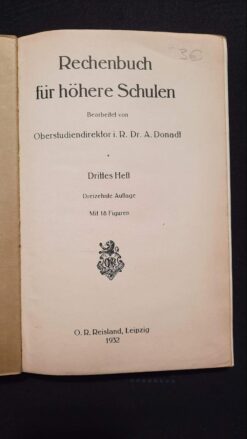 3€
Rechenbuch
für höhere Schulen
Bearbeitet von
Oberstudiendirektor i. R. Dr. A. Donadt
Drittes Heft
Dreizehnte Auflage
Mit 18 Figuren
O. R. Reisland, Leipzig
1932